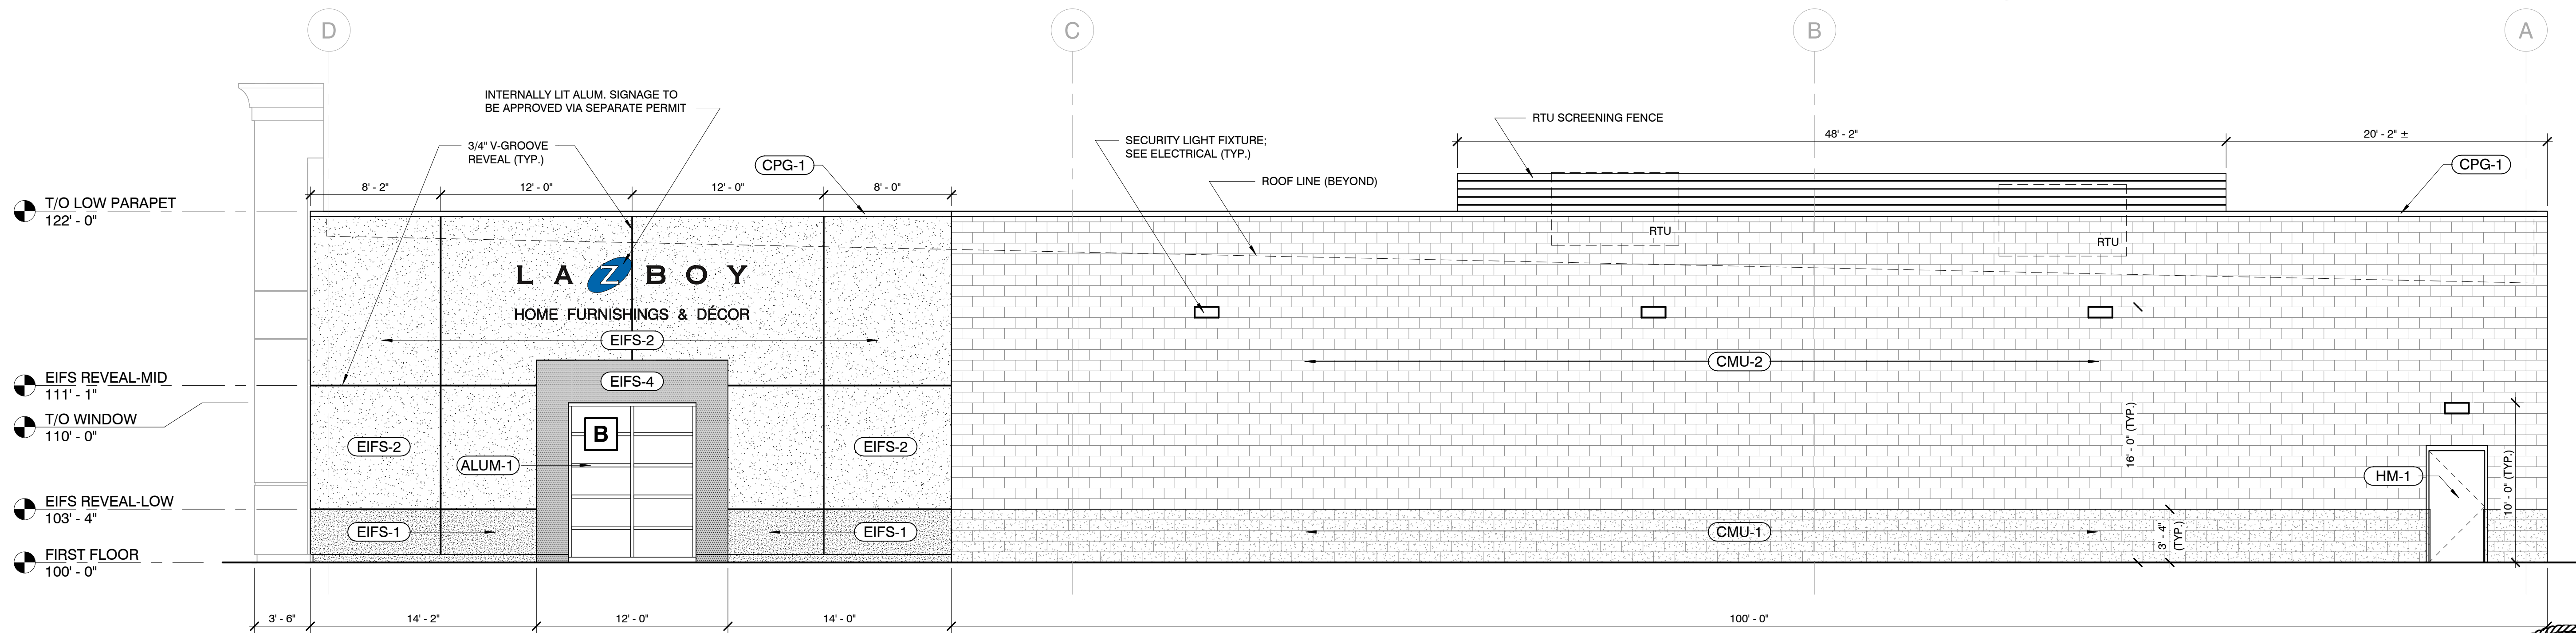 D
C
B
A
INTERNALLY LIT ALUM. SIGNAGE TO
BE APPROVED VIA SEPARATE PERMIT
3/4" V-GROOVE
REVEAL (TYP.)
CPG-1
SECURITY LIGHT FIXTURE;
SEE ELECTRICAL (TYP.)
ROOF LINE (BEYOND)
RTU SCREENING FENCE
48' - 2"
20' - 2" ±
CPG-1
8' - 2"
12' - 0"
12' - 0"
8' - 0"
T/O LOW PARAPET
122' - 0"
RTU
RTU
LA Z BOY
HOME FURNISHINGS & DÉCOR
EIFS-2
EIFS-4
CMU-2
EIFS REVEAL-MID
111' - 1"
T/O WINDOW
110' - 0"
B
EIFS-2
EIFS-2
ALUM-1
16' - 0" (TYP.)
HM-1
10' - 0" (TYP.)
EIFS REVEAL-LOW
103' - 4"
EIFS-1
EIFS-1
CMU-1
3' - 4"
(TYP.)
FIRST FLOOR
100' - 0"
3' - 6"
14' - 2"
12' - 0"
14' - 0"
100' - 0"